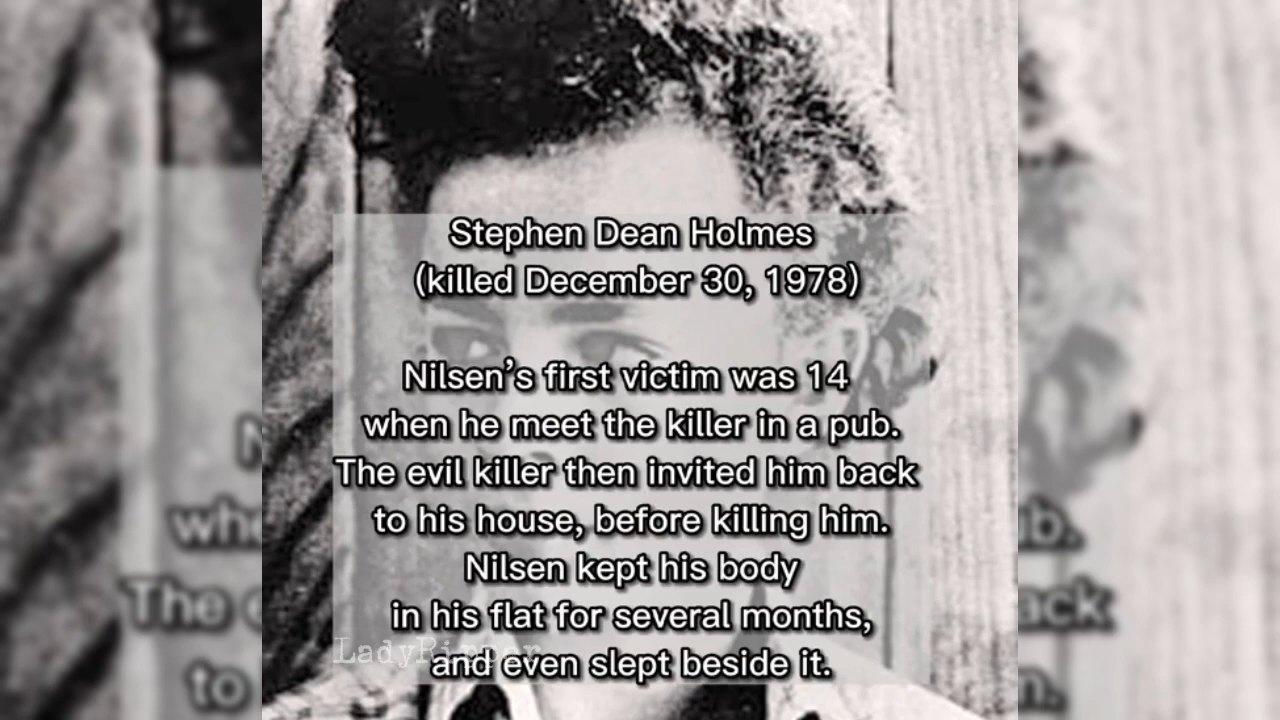 Stephen Dean Holmes
(killed December 30, 1978)
Nilsen's first victim was 14
when he meet the killer in a pub.
The evil killer then invited him back
to his house, before killing him.
Nilsen kept his body
in his flat for several months,
and even slept beside it.
LadyRipper